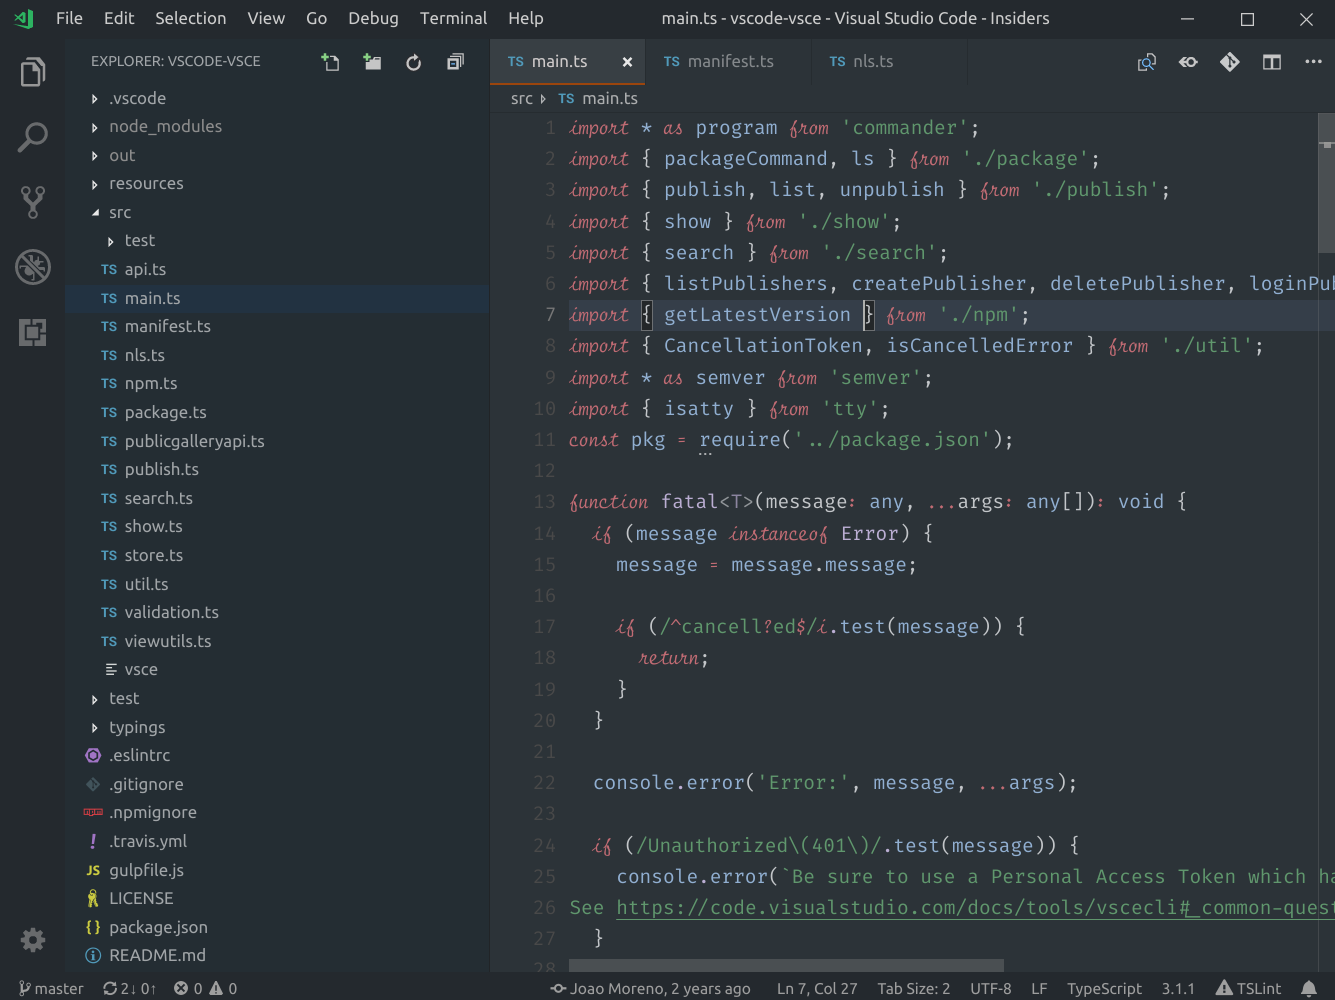 File Edit Selection View Go Debug Terminal Help main.ts - vscode-vsce - Visual Studio Code - Insiders
EXPLORER: VSCODE-VSCE
.vscode
node_modules
out
resources
src
test
TS api.ts
TS main.ts
TS manifest.ts
TS nls.ts
TS npm.ts
TS package.ts
TS publicgalleryapi.ts
TS publish.ts
TS search.ts
TS show.ts
TS store.ts
TS util.ts
TS validation.ts
TS viewutils.ts
vsce
test
typings
.eslintrc
.gitignore
npm .npmignore
! .travis.yml
JS gulpfile.js
LICENSE
{ } package.json
README.md
TS main.ts × TS manifest.ts TS nls.ts
src TS main.ts
1 import * as program from 'commander';
2 import { packageCommand, ls } from './package';
3 import { publish, list, unpublish } from './publish';
4 import { show } from './show';
5 import { search } from './search';
6 import { listPublishers, createPublisher, deletePublisher, loginPub
7 import { getLatestVersion } from './npm';
8 import { CancellationToken, isCancelledError } from './util';
9 import * as semver from 'semver';
10 import { isatty } from 'tty';
11 const pkg = require('../package.json');
12
13 function fatal<T>(message: any, ...args: any[]): void {
14 if (message instanceof Error) {
15 message = message.message;
16
17 if (/^cancell?ed$/i.test(message)) {
18 return;
19 }
20 }
21
22 console.error('Error:', message, ...args);
23
24 if (/Unauthorized\(401\)/.test(message)) {
25 console.error(`Be sure to use a Personal Access Token which ha
26 See https://code.visualstudio.com/docs/tools/vscecli#_common-quest
27 }
28
master 2↓ 0↑ 0 0 Joao Moreno, 2 years ago Ln 7, Col 27 Tab Size: 2 UTF-8 LF TypeScript 3.1.1 TSLint